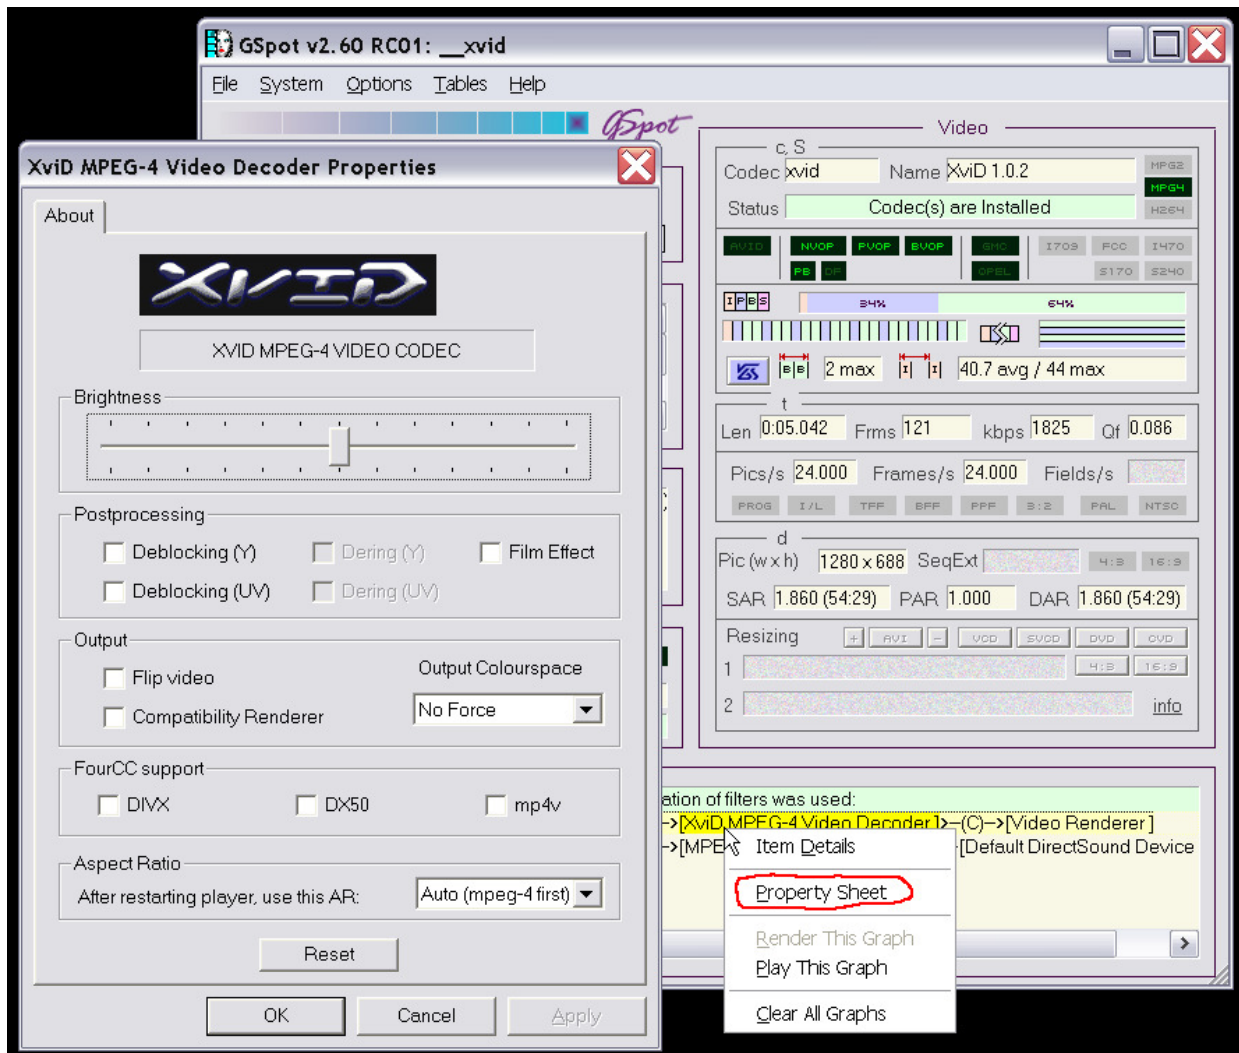 GSpot v2.60 RC01: __xvid
File System Options Tables Help
GSpot
XviD MPEG-4 Video Decoder Properties
About
XVID
XVID MPEG-4 VIDEO CODEC
Brightness
Postprocessing
Deblocking (Y) Dering (Y) Film Effect
Deblocking (UV) Dering (UV)
Output
Flip video
Output Colourspace
Compatibility Renderer
No Force
FourCC support
DIVX DX50 mp4v
Aspect Ratio
After restarting player, use this AR: Auto (mpeg-4 first)
Reset
OK Cancel Apply
Video
c, S
Codec xvid Name XviD 1.0.2
MPG2
MPG4
H264
Status Codec(s) are Installed
AVID NVOP PVOP BVOP GMC I709 FCC I470
PB DF QPEL S170 S240
I P B S 34% 64%
GS B B 2 max I I 40.7 avg / 44 max
t
Len 0:05.042 Frms 121 kbps 1825 Qf 0.086
Pics/s 24.000 Frames/s 24.000 Fields/s
PROG I/L TFF BFF PPF 3:2 PAL NTSC
d
Pic (w x h) 1280 x 688 SeqExt 4:3 16:9
SAR 1.860 (54:29) PAR 1.000 DAR 1.860 (54:29)
Resizing + AVI - VCD SVCD DVD CVD
1 4:3 16:9
2 info
ation of filters was used:
->[XviD MPEG-4 Video Decoder]>-(C)->[Video Renderer]
->[MPE -[Default DirectSound Device
Item Details
Property Sheet
Render This Graph
Play This Graph
Clear All Graphs